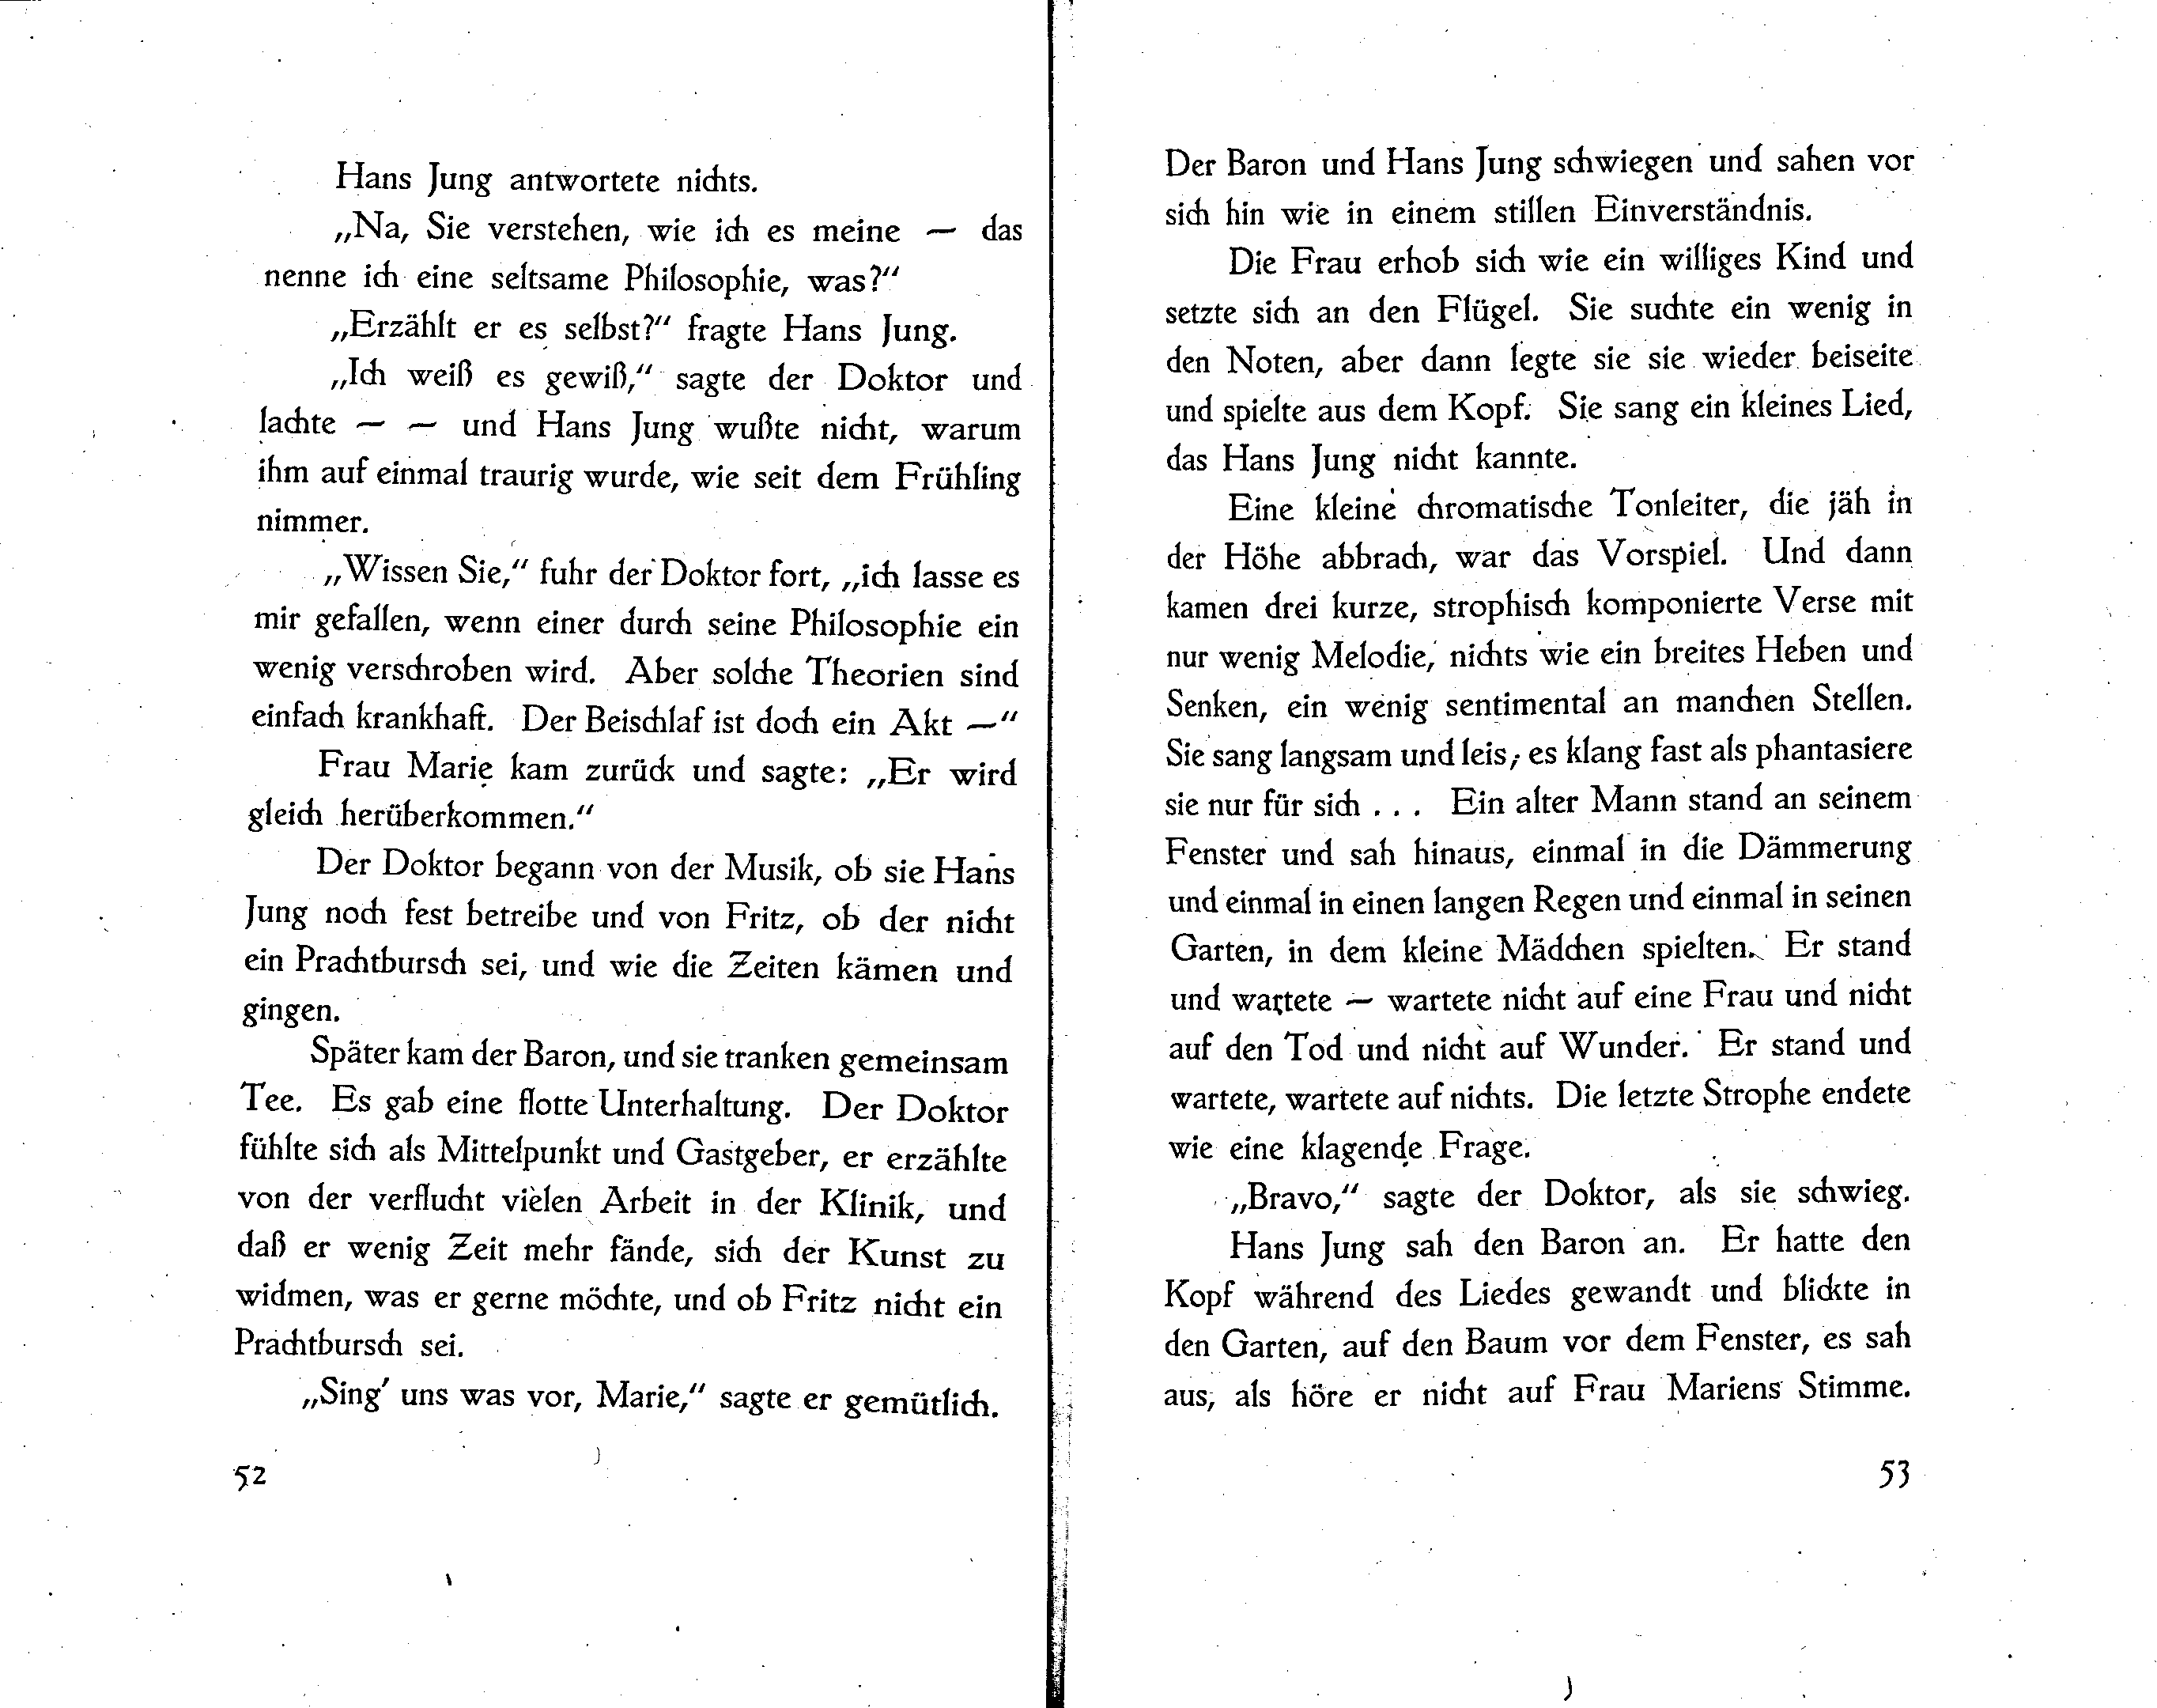 Hans Jung antwortete nichts.
„Na, Sie verstehen, wie ich es meine — das
nenne ich eine seltsame Philosophie, was?“
„Erzählt er es selbst?“ fragte Hans Jung.
„Ich weiß es gewiß,“ sagte der Doktor und
lachte — — und Hans Jung wußte nicht, warum
ihm auf einmal traurig wurde, wie seit dem Frühling
nimmer.
„Wissen Sie,“ fuhr der Doktor fort, „ich lasse es
mir gefallen, wenn einer durch seine Philosophie ein
wenig verschroben wird. Aber solche Theorien sind
einfach krankhaft. Der Beischlaf ist doch ein Akt —“
Frau Marie kam zurück und sagte: „Er wird
gleich herüberkommen.“
Der Doktor begann von der Musik, ob sie Hans
Jung noch fest betreibe und von Fritz, ob der nicht
ein Prachtbursch sei, und wie die Zeiten kämen und
gingen.
Später kam der Baron, und sie tranken gemeinsam
Tee. Es gab eine flotte Unterhaltung. Der Doktor
fühlte sich als Mittelpunkt und Gastgeber, er erzählte
von der verflucht vielen Arbeit in der Klinik, und
daß er wenig Zeit mehr fände, sich der Kunst zu
widmen, was er gerne möchte, und ob Fritz nicht ein
Prachtbursch sei.
„Sing’ uns was vor, Marie,“ sagte er gemütlich.
52
Der Baron und Hans Jung schwiegen und sahen vor
sich hin wie in einem stillen Einverständnis.
Die Frau erhob sich wie ein williges Kind und
setzte sich an den Flügel. Sie suchte ein wenig in
den Noten, aber dann legte sie sie wieder beiseite
und spielte aus dem Kopf. Sie sang ein kleines Lied,
das Hans Jung nicht kannte.
Eine kleine chromatische Tonleiter, die jäh in
der Höhe abbrach, war das Vorspiel. Und dann
kamen drei kurze, strophisch komponierte Verse mit
nur wenig Melodie, nichts wie ein breites Heben und
Senken, ein wenig sentimental an manchen Stellen.
Sie sang langsam und leis, es klang fast als phantasiere
sie nur für sich . . . Ein alter Mann stand an seinem
Fenster und sah hinaus, einmal in die Dämmerung
und einmal in einen langen Regen und einmal in seinen
Garten, in dem kleine Mädchen spielten. Er stand
und wartete — wartete nicht auf eine Frau und nicht
auf den Tod und nicht auf Wunder. Er stand und
wartete, wartete auf nichts. Die letzte Strophe endete
wie eine klagende Frage.
„Bravo,“ sagte der Doktor, als sie schwieg.
Hans Jung sah den Baron an. Er hatte den
Kopf während des Liedes gewandt und blickte in
den Garten, auf den Baum vor dem Fenster, es sah
aus, als höre er nicht auf Frau Mariens Stimme.
53